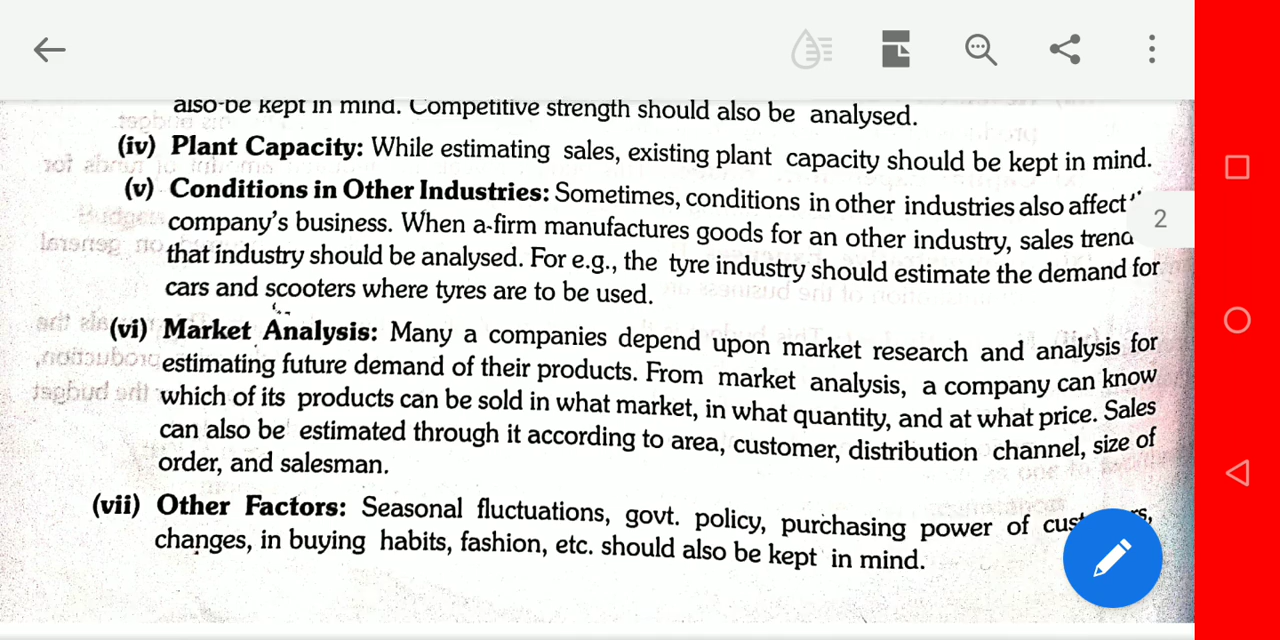 also be kept in mind. Competitive strength should also be analysed.
(iv) Plant Capacity: While estimating sales, existing plant capacity should be kept in mind.
(v) Conditions in Other Industries: Sometimes, conditions in other industries also affect
company's business. When a firm manufactures goods for an other industry, sales trend
that industry should be analysed. For e.g., the tyre industry should estimate the demand for
cars and scooters where tyres are to be used.
2
(vi) Market Analysis: Many a companies depend upon market research and analysis for
estimating future demand of their products. From market analysis, a company can know
which of its products can be sold in what market, in what quantity, and at what price. Sales
can also be estimated through it according to area, customer, distribution channel, size of
order, and salesman.
(vii) Other Factors: Seasonal fluctuations, govt. policy, purchasing power of
changes, in buying habits, fashion, etc. should also be kept in mind.